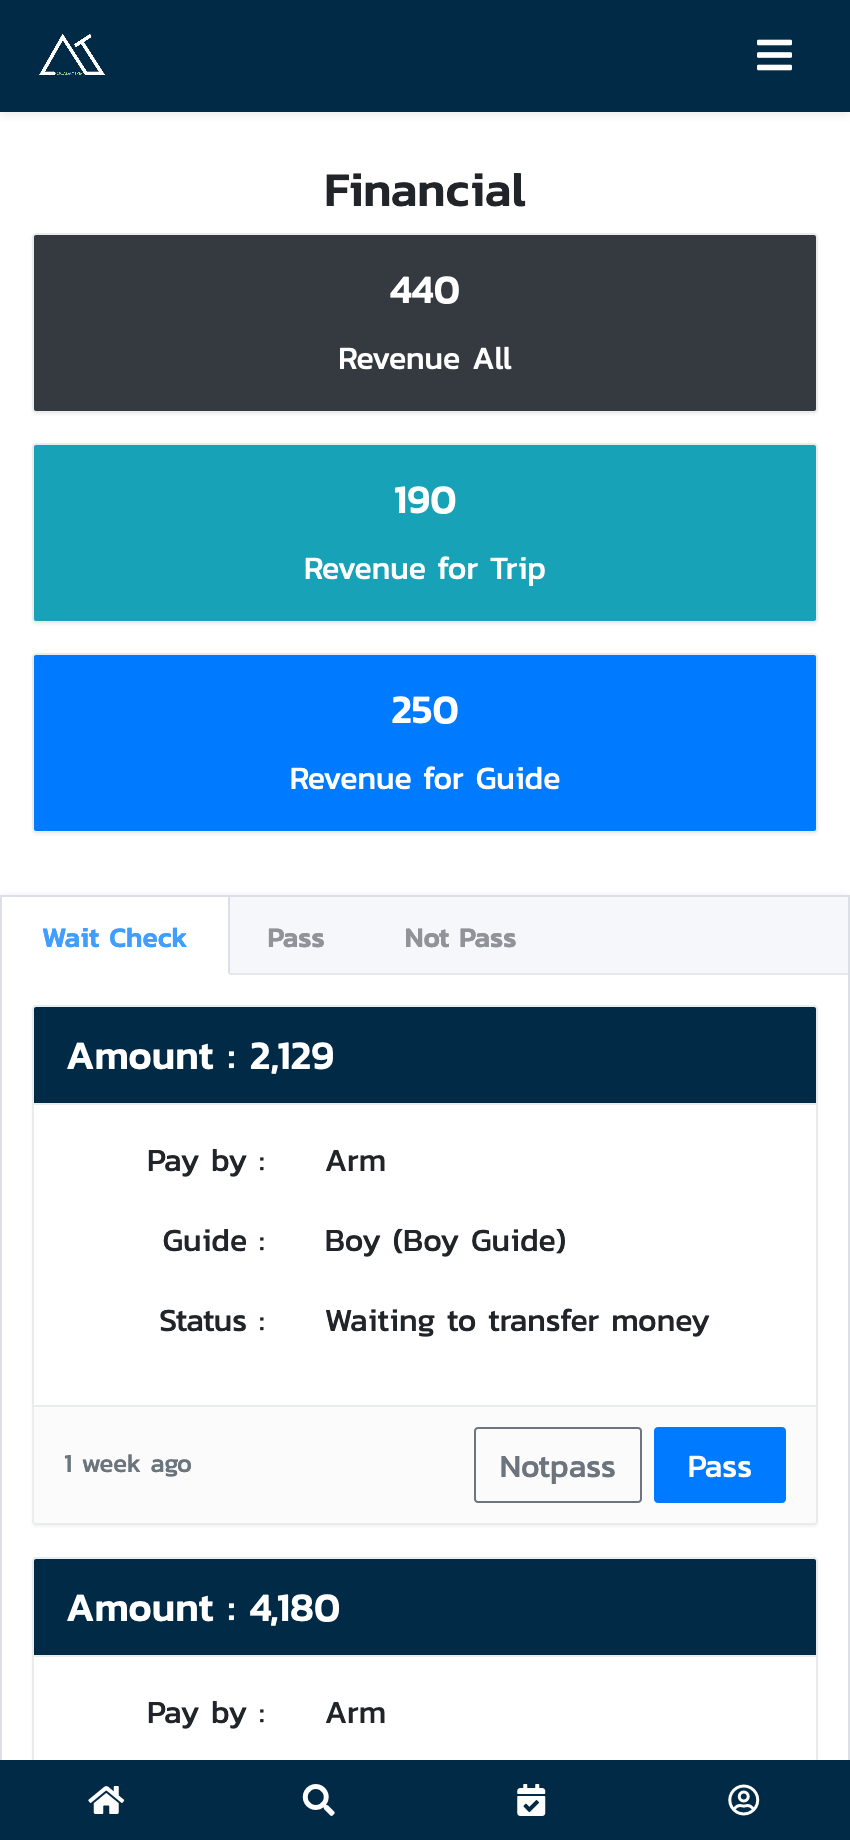 Financial
440
Revenue All
190
Revenue for Trip
250
Revenue for Guide
Wait Check
Pass
Not Pass
Amount : 2,129
Pay by : Arm
Guide : Boy (Boy Guide)
Status : Waiting to transfer money
1 week ago
Notpass
Pass
Amount : 4,180
Pay by : Arm